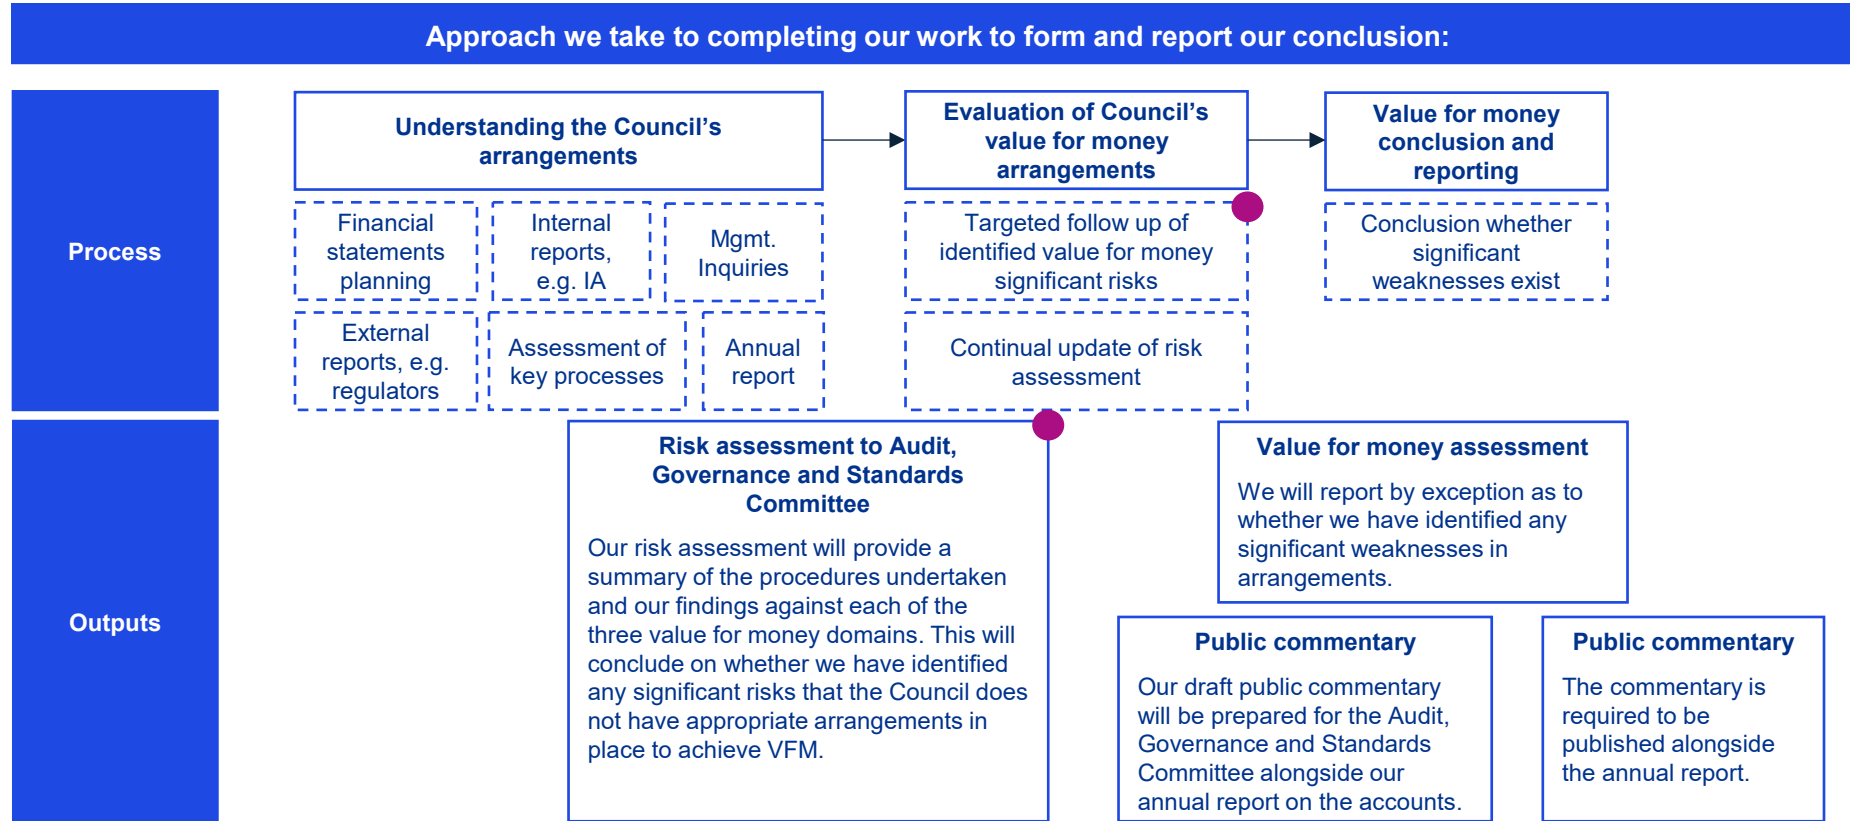 Approach we take to completing our work to form and report our conclusion:
Process
Understanding the Council's
arrangements
Evaluation of Council's
value for money
arrangements
Value for money
conclusion and
reporting
Financial
statements
planning
Internal
reports,
e.g. IA
Mgmt.
Inquiries
Targeted follow up of
identified value for money
significant risks
Conclusion whether
significant
weaknesses exist
External
reports, e.g.
regulators
Assessment of
key processes
Annual
report
Continual update of risk
assessment
Outputs
Risk assessment to Audit,
Governance and Standards
Committee
Our risk assessment will provide a
summary of the procedures undertaken
and our findings against each of the
three value for money domains. This will
conclude on whether we have identified
any significant risks that the Council does
not have appropriate arrangements in
place to achieve VFM.
Value for money assessment
We will report by exception as to
whether we have identified any
significant weaknesses in
arrangements.
Public commentary
Our draft public commentary
will be prepared for the Audit,
Governance and Standards
Committee alongside our
annual report on the accounts.
Public commentary
The commentary is
required to be
published alongside
the annual report.